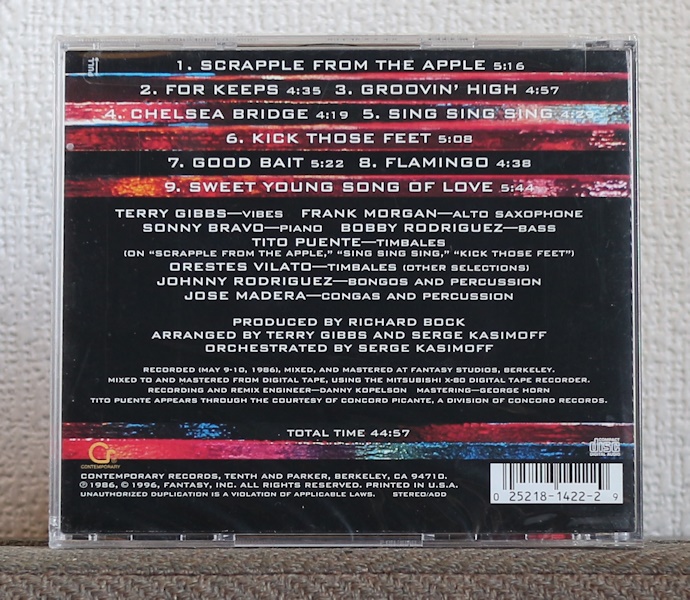 PULL
1. SCRAPPLE FROM THE APPLE 5:16
2. FOR KEEPS 4:35 3. GROOVIN' HIGH 4:57
4. CHELSEA BRIDGE 4:19 5. SING SING SING 4:29
6. KICK THOSE FEET 5:08
7. GOOD BAIT 5:22 8. FLAMINGO 4:38
9. SWEET YOUNG SONG OF LOVE 5:44
TERRY GIBBS—VIBES FRANK MORGAN—ALTO SAXOPHONE
SONNY BRAVO—PIANO BOBBY RODRIGUEZ—BASS
TITO PUENTE—TIMBALES
(ON "SCRAPPLE FROM THE APPLE," "SING SING SING," "KICK THOSE FEET")
ORESTES VILATO—TIMBALES (OTHER SELECTIONS)
JOHNNY RODRIGUEZ—BONGOS AND PERCUSSION
JOSE MADERA—CONGAS AND PERCUSSION
PRODUCED BY RICHARD BOCK
ARRANGED BY TERRY GIBBS AND SERGE KASIMOFF
ORCHESTRATED BY SERGE KASIMOFF
RECORDED (MAY 9-10, 1986), MIXED, AND MASTERED AT FANTASY STUDIOS, BERKELEY.
MIXED TO AND MASTERED FROM DIGITAL TAPE, USING THE MITSUBISHI X-80 DIGITAL TAPE RECORDER.
RECORDING AND REMIX ENGINEER—DANNY KOPELSON MASTERING—GEORGE HORN
TITO PUENTE APPEARS THROUGH THE COURTESY OF CONCORD PICANTE, A DIVISION OF CONCORD RECORDS.
TOTAL TIME 44:57
CONTEMPORARY
COMPACT disc DIGITAL AUDIO
CONTEMPORARY RECORDS, TENTH AND PARKER, BERKELEY, CA 94710.
℗ 1986, © 1996, FANTASY, INC. ALL RIGHTS RESERVED. PRINTED IN U.S.A.
UNAUTHORIZED DUPLICATION IS A VIOLATION OF APPLICABLE LAWS. STEREO/ADD
0 25218-1422-2 9